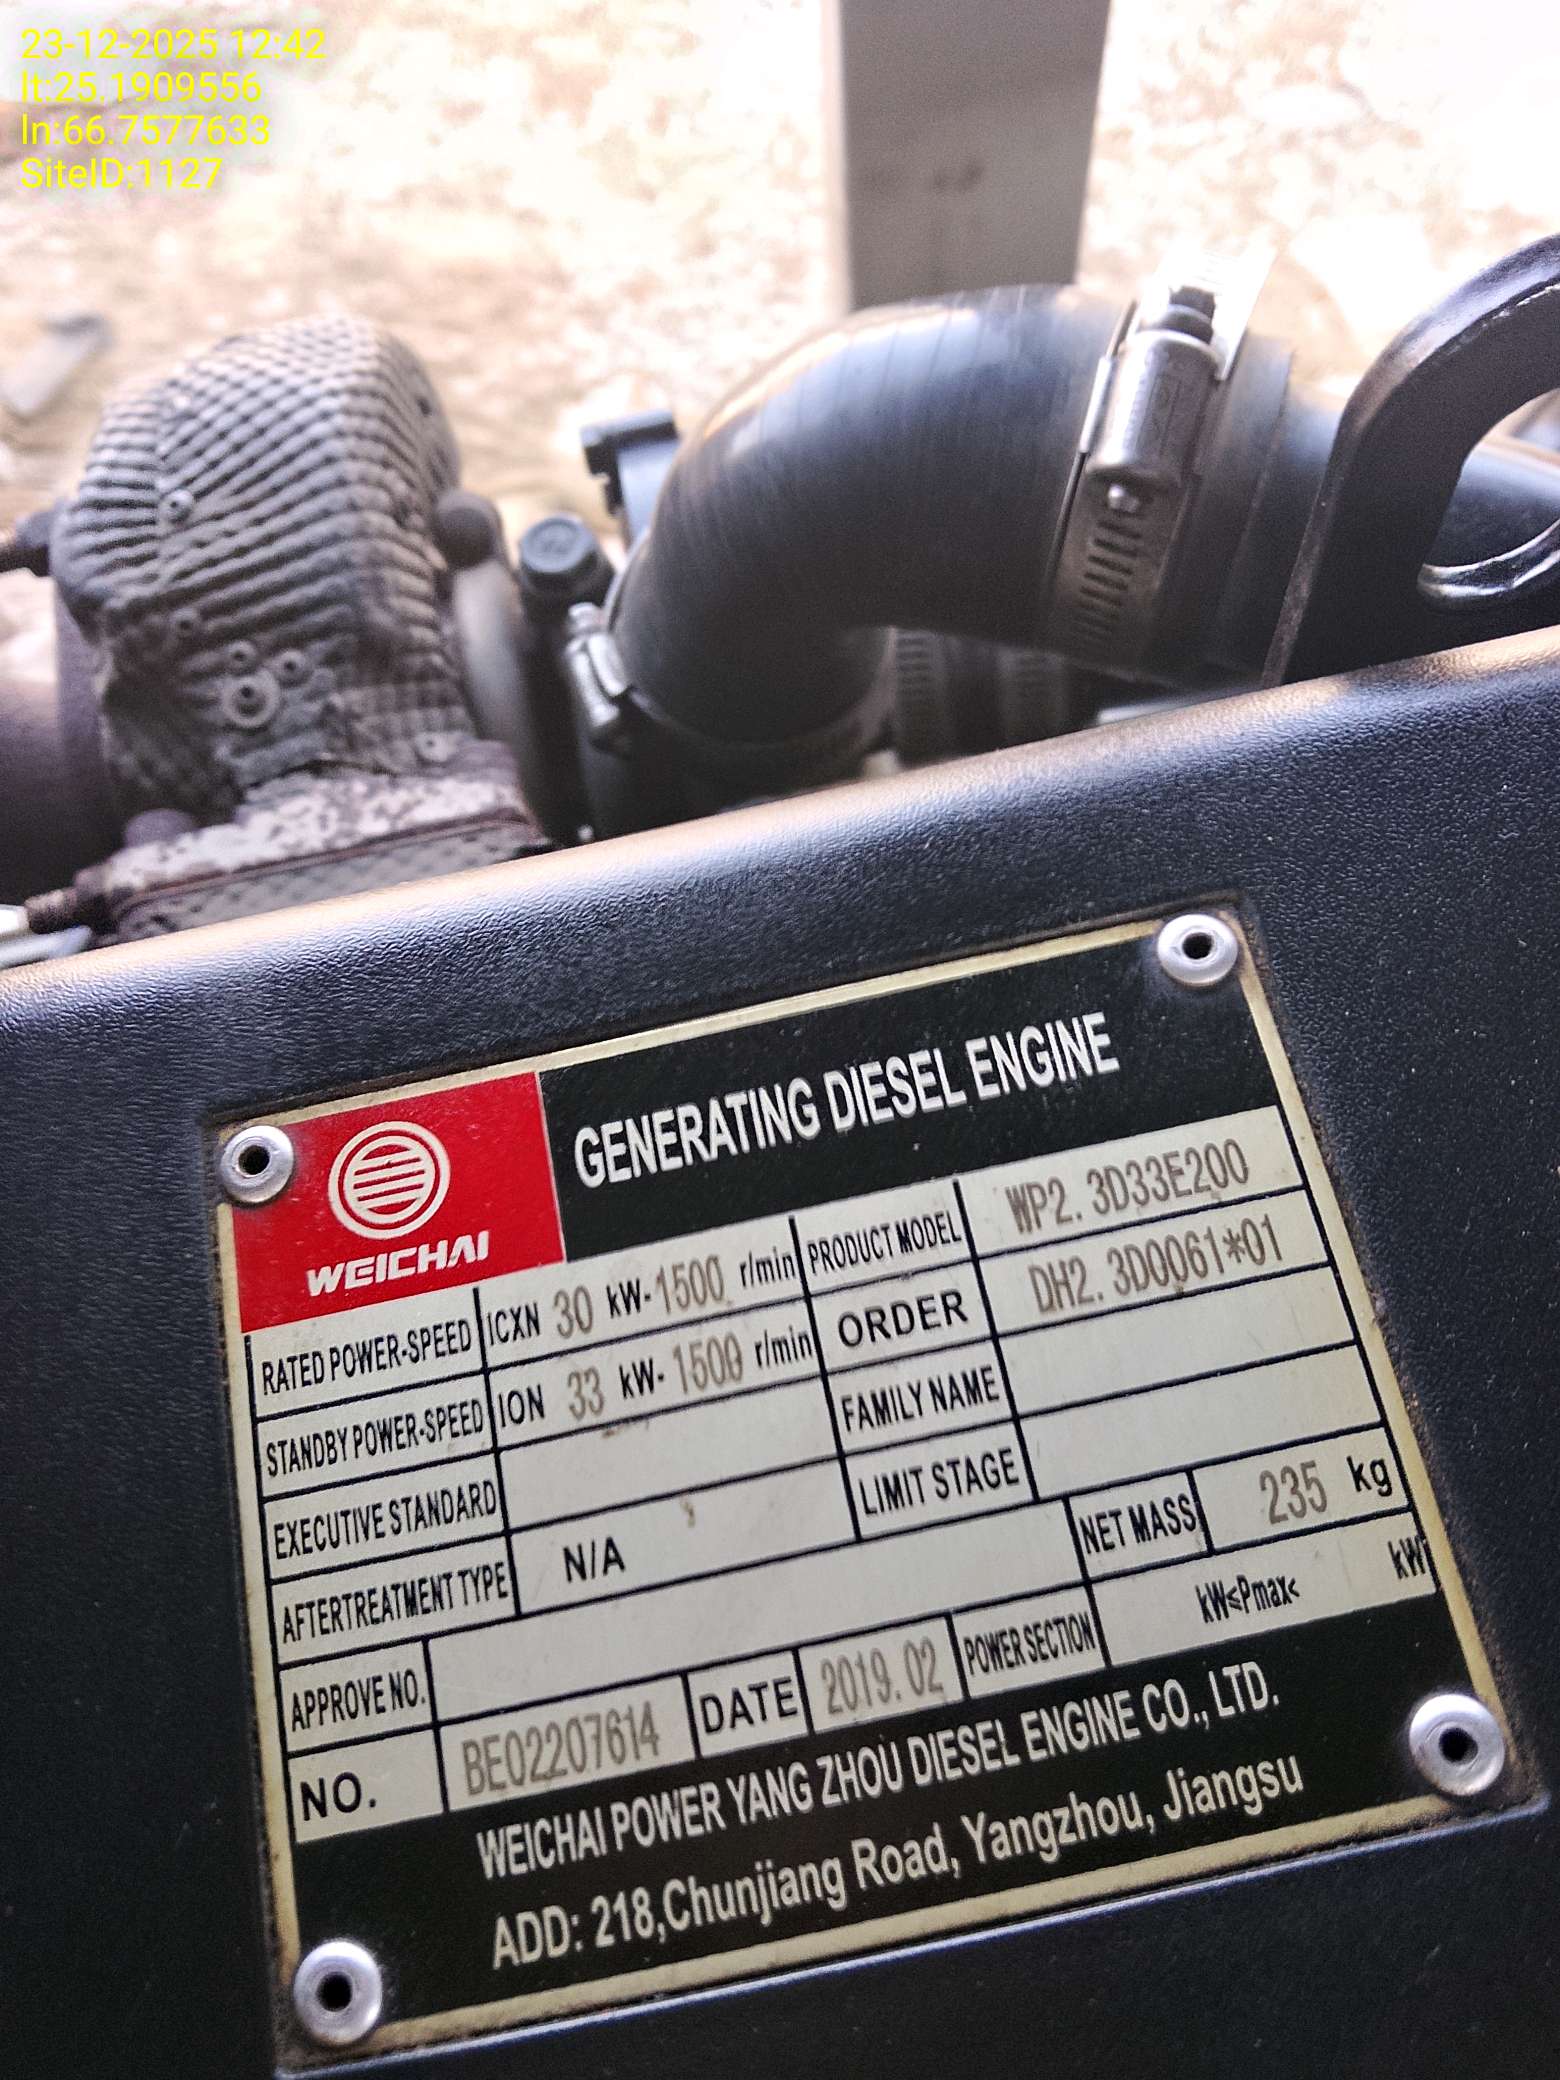 23-12-2025 12:42
lt:25.1909556
ln:66.7577633
SiteID:1127
GENERATING DIESEL ENGINE
WEICHAI
RATED POWER-SPEED ICXN 30 kW-1500 r/min PRODUCT MODEL WP2.3D33E200
STANDBY POWER-SPEED ION 33 kW-1500 r/min ORDER DH2.3D0061*01
EXECUTIVE STANDARD FAMILY NAME
AFTERTREATMENT TYPE N/A LIMIT STAGE
APPROVE NO. NET MASS 235 kg
NO. BE02207614 DATE 2019.02 POWER SECTION kW≤Pmax< kW
WEICHAI POWER YANG ZHOU DIESEL ENGINE CO., LTD.
ADD: 218,Chunjiang Road, Yangzhou, Jiangsu